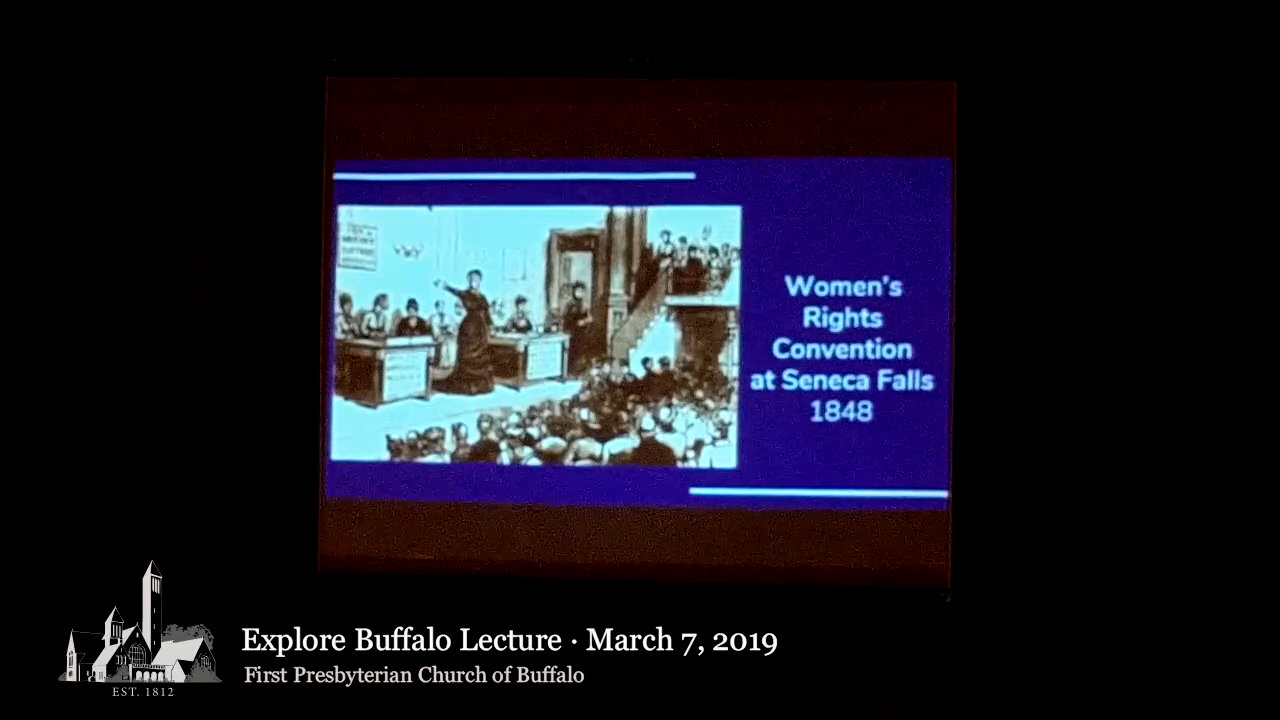 Women's
Rights
Convention
at Seneca Falls
1848
EST. 1812
Explore Buffalo Lecture · March 7, 2019
First Presbyterian Church of Buffalo